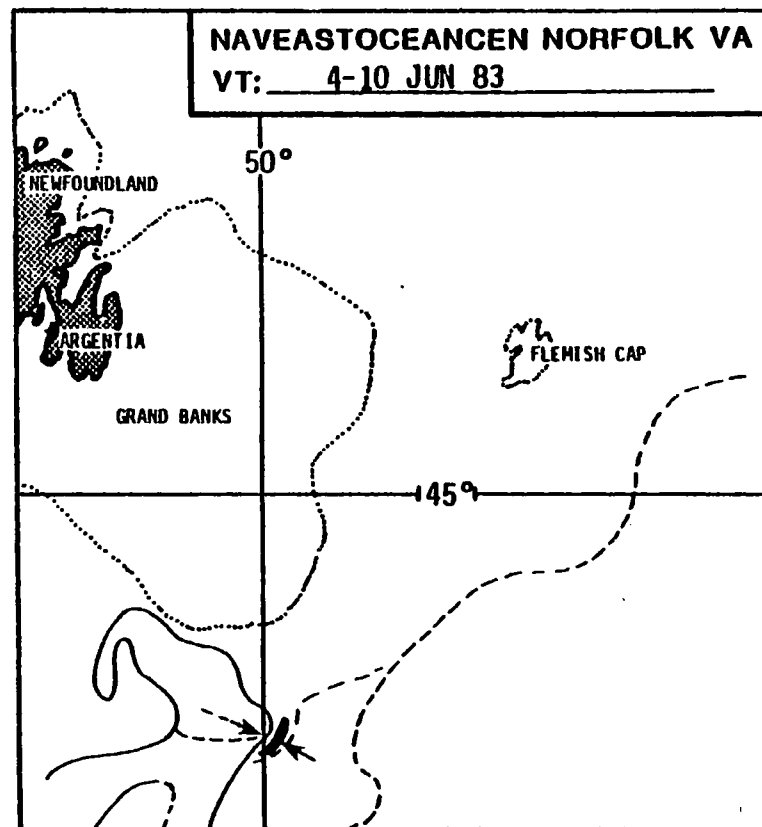 NAVEASTOCEANCEN NORFOLK VA
VT: 4-10 JUN 83
50°
NEWFOUNDLAND
ARGENTIA
FLEMISH CAP
GRAND BANKS
45°